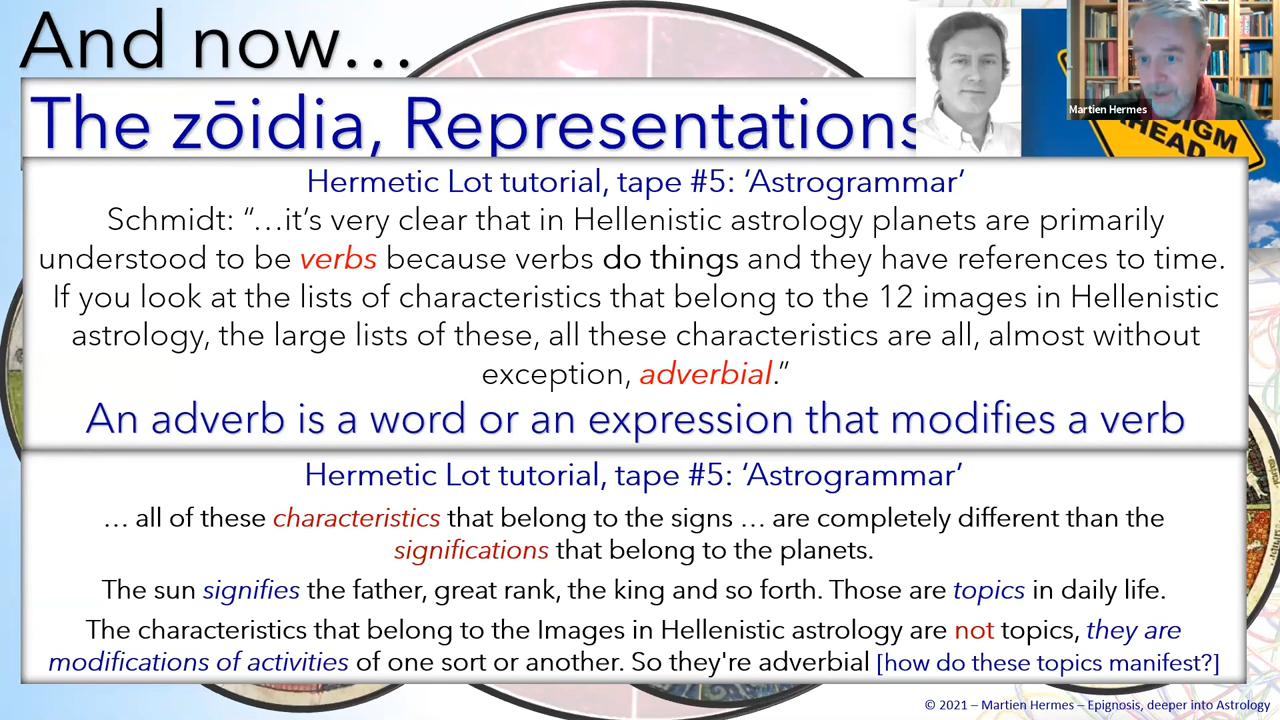 And now…
The zōidia, Representations
Martien Hermes
AHEAD
Hermetic Lot tutorial, tape #5: ‘Astrogrammar’
Schmidt: “…it’s very clear that in Hellenistic astrology planets are primarily
understood to be verbs because verbs do things and they have references to time.
If you look at the lists of characteristics that belong to the 12 images in Hellenistic
astrology, the large lists of these, all these characteristics are all, almost without
exception, adverbial.”
An adverb is a word or an expression that modifies a verb
Hermetic Lot tutorial, tape #5: ‘Astrogrammar’
… all of these characteristics that belong to the signs … are completely different than the
significations that belong to the planets.
The sun signifies the father, great rank, the king and so forth. Those are topics in daily life.
The characteristics that belong to the Images in Hellenistic astrology are not topics, they are
modifications of activities of one sort or another. So they're adverbial [how do these topics manifest?]
© 2021 – Martien Hermes – Epignosis, deeper into Astrology